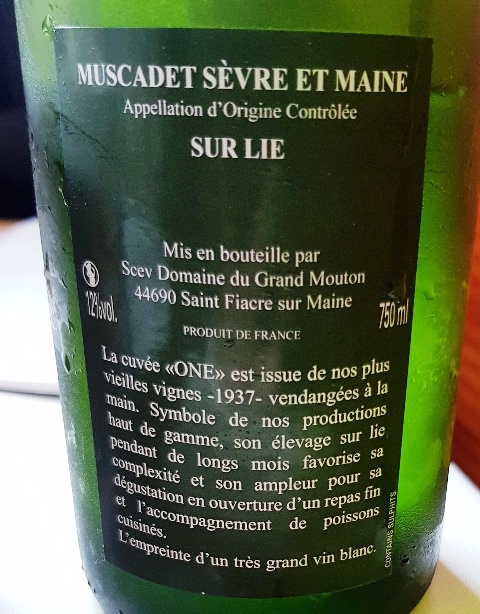 MUSCADET SÈVRE ET MAINE
Appellation d'Origine Contrôlée
SUR LIE
Mis en bouteille par
Scev Domaine du Grand Mouton
44690 Saint Fiacre sur Maine
12%vol.
750 ml
PRODUIT DE FRANCE
La cuvée «ONE» est issue de nos plus
vieilles vignes -1937- vendangées à la
main. Symbole de nos productions
haut de gamme, son élevage sur lie
pendant de longs mois favorise sa
complexité et son ampleur pour sa
dégustation en ouverture d'un repas fin
et l'accompagnement de poissons
cuisinés.
L'empreinte d'un très grand vin blanc.
CONTAINS SULPHITS